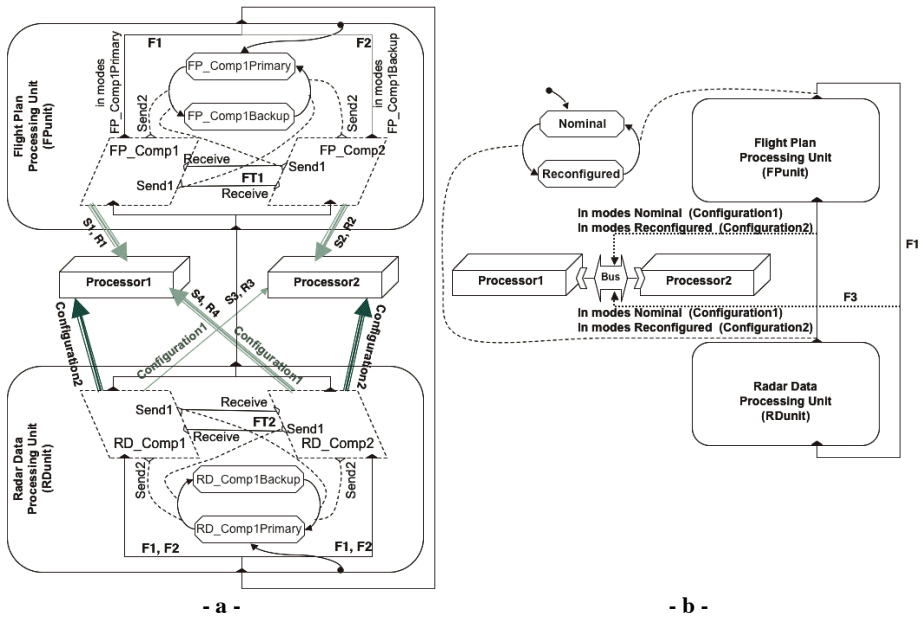 F1
F2
in modes
FP_Comp1Primary
Send2
FP_Comp1Primary
FP_Comp1Backup
Send2
in modes
FP_Comp1Backup
Flight Plan
Processing Unit
(FPunit)
FP_Comp1
FP_Comp2
Receive
Send1
Send1
FT1
Receive
S1, R1
S2, R2
Processor1
Processor2
S4, R4
S3, R3
Configuration2
Configuration1
Configuration1
Configuration2
Radar Data
Processing Unit
(RDunit)
Receive
Send1
FT2
Send1
Receive
RD_Comp1
RD_Comp2
Send2
RD_Comp1Backup
Send2
RD_Comp1Primary
F1, F2
F1, F2
- a -
Nominal
Reconfigured
Flight Plan
Processing Unit
(FPunit)
In modes Nominal (Configuration1)
In modes Reconfigured (Configuration2)
F1
Processor1
Bus
Processor2
F3
In modes Nominal (Configuration1)
In modes Reconfigured (Configuration2)
Radar Data
Processing Unit
(RDunit)
- b -